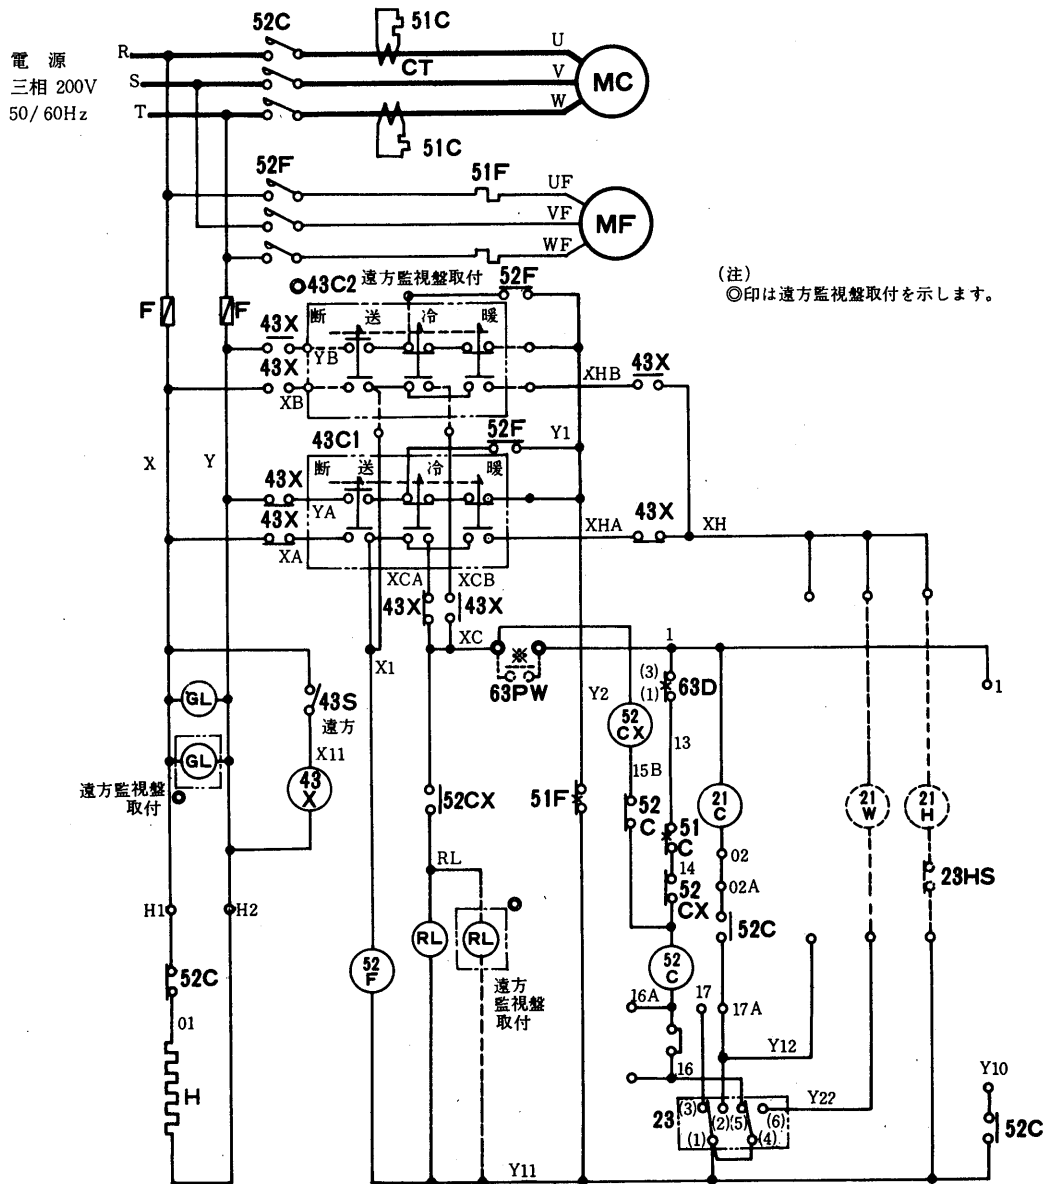 電源
三相 200V
50/60Hz
R
S
T
52C
51C
CT
51C
U
V
W
MC
52F
51F
UF
VF
WF
MF
(注)
◎印は遠方監視盤取付を示します。
◎43C2 遠方監視盤取付
52F
F
F
断 送 冷 暖
43X
YB
43X
XB
XHB
43X
43C1
52F
Y1
X
Y
断 送 冷 暖
43X
YA
43X
XA
XHA
43X
XH
XCA
XCB
43X
43X
XC
X1
※
63PW
Y2
1
(3)
(1)
63D
1
GL
43S
遠方
X11
GL
遠方監視盤
取付
◎
43
X
52
CX
15B
13
52CX
51F
52
C
51
C
14
52
CX
21
C
02
02A
52C
21
W
21
H
23HS
RL
H1
H2
RL
RL
◎
遠方
監視盤
取付
52C
01
H
52
F
52
C
16A
17
17A
Y12
16
Y22
Y10
52C
23
(3)
(2)
(5)
(6)
(1)
(4)
Y11